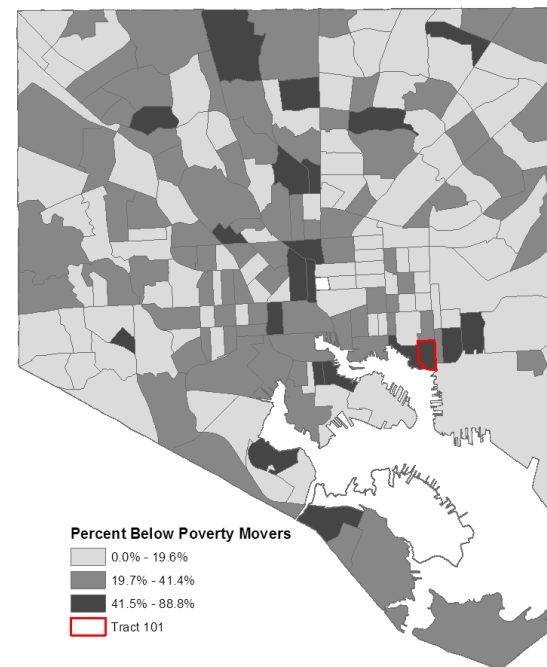 Percent Below Poverty Movers
0.0% - 19.6%
19.7% - 41.4%
41.5% - 88.8%
Tract 101